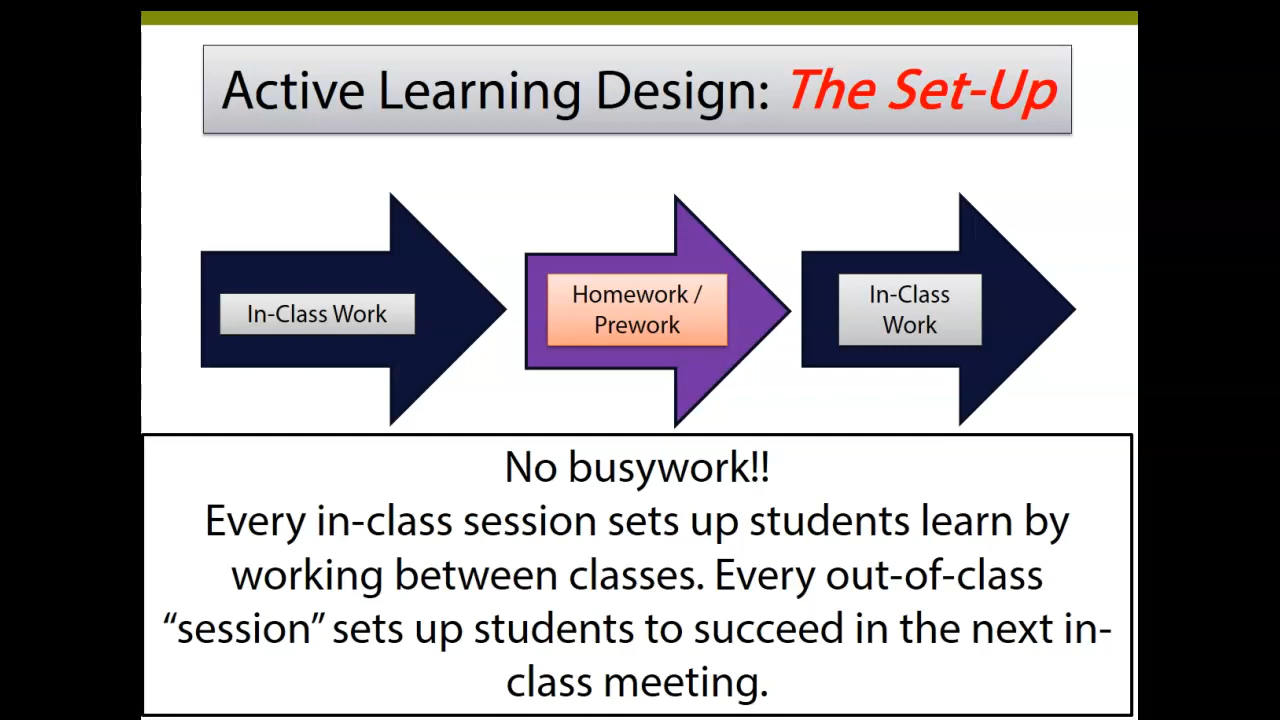 Active Learning Design: The Set-Up
In-Class Work
Homework /
Prework
In-Class
Work
No busywork!!
Every in-class session sets up students learn by
working between classes. Every out-of-class
“session” sets up students to succeed in the next in-
class meeting.